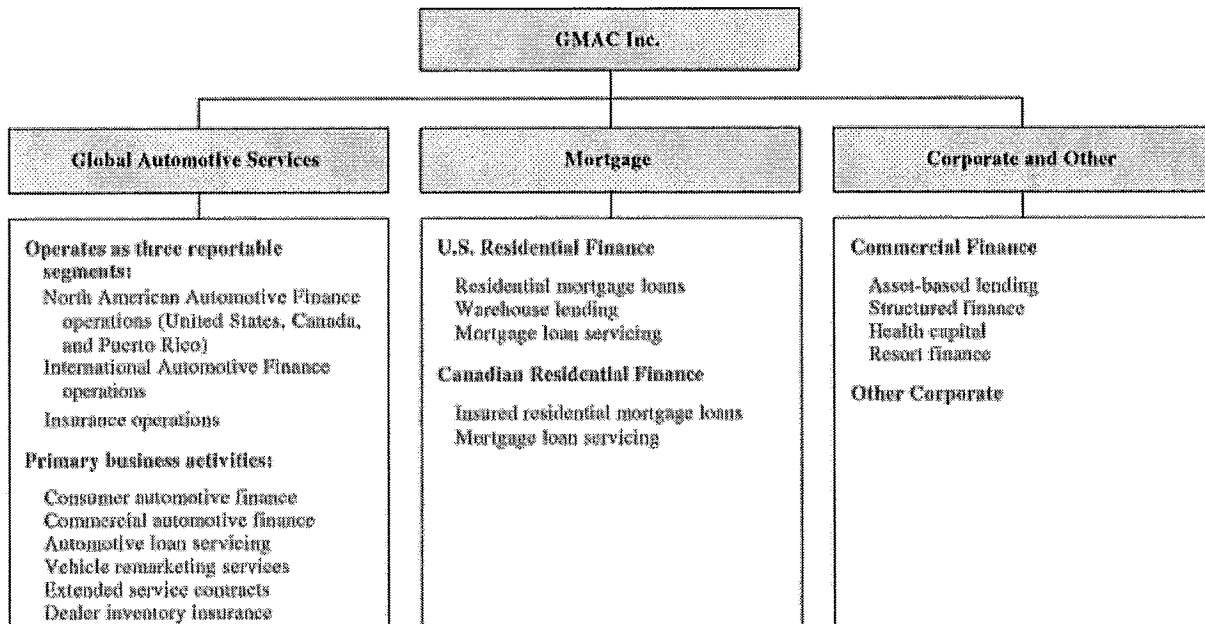 GMAC Inc.
Global Automotive Services
Mortgage
Corporate and Other
Operates as three reportable
segments:
North American Automotive Finance
operations (United States, Canada,
and Puerto Rico)
International Automotive Finance
operations
Insurance operations
Primary business activities:
Consumer automotive finance
Commercial automotive finance
Automotive loan servicing
Vehicle remarketing services
Extended service contracts
Dealer inventory insurance
U.S. Residential Finance
Residential mortgage loans
Warehouse lending
Mortgage loan servicing
Canadian Residential Finance
Insured residential mortgage loans
Mortgage loan servicing
Commercial Finance
Asset-based lending
Structured finance
Health capital
Resort finance
Other Corporate